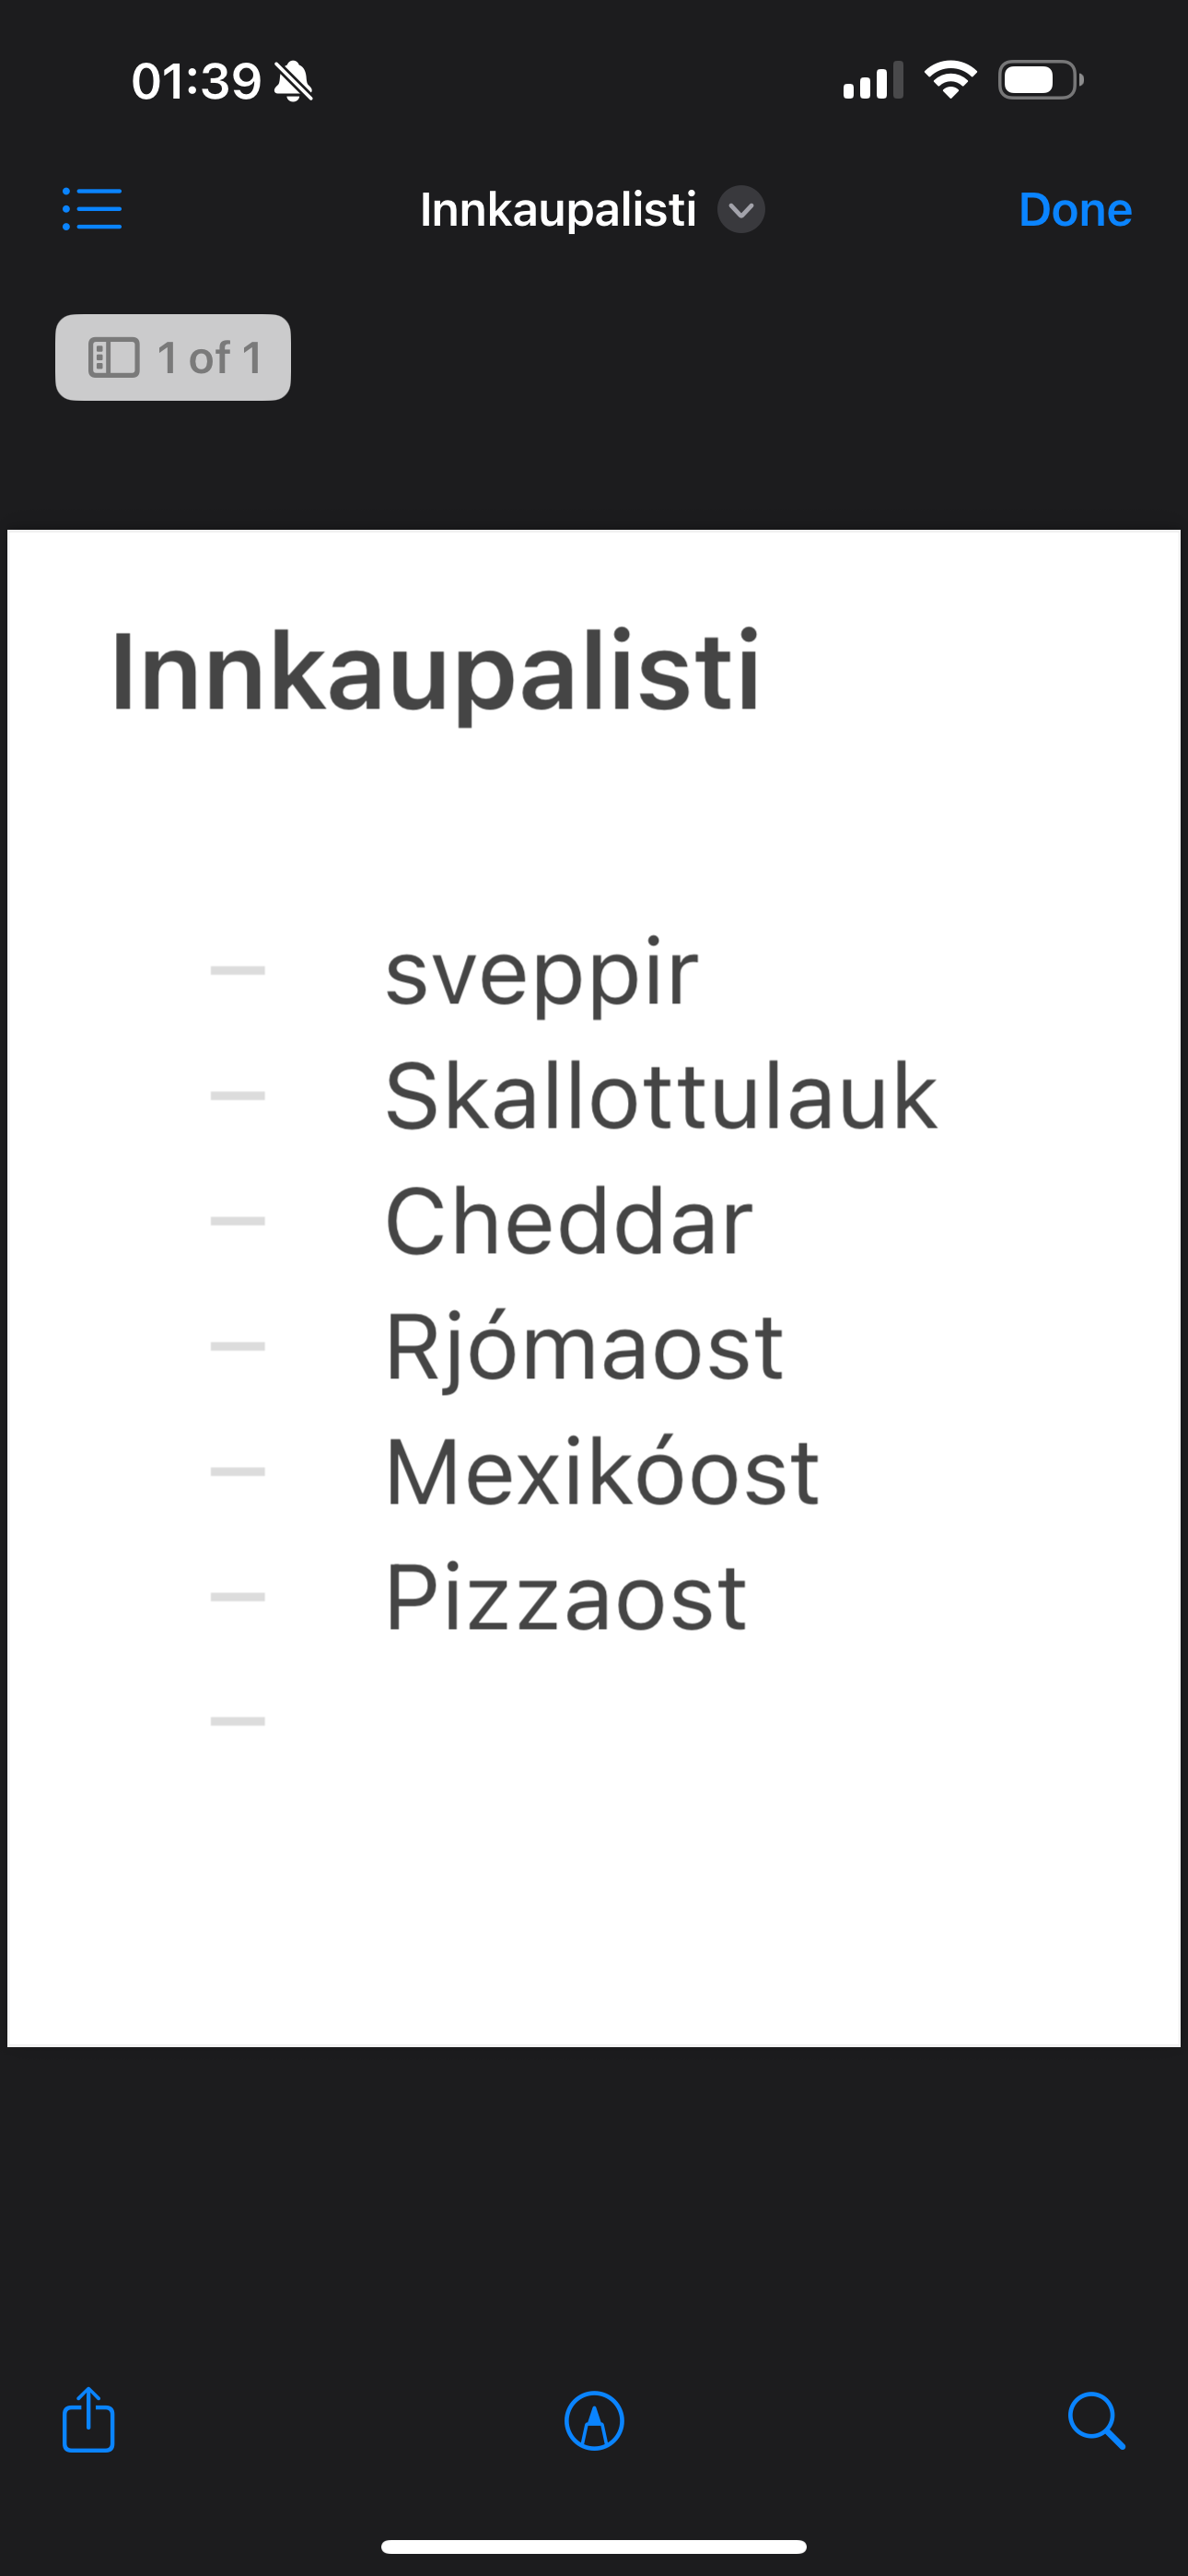 01:39
Innkaupalisti
Done
1 of 1
Innkaupalisti
– sveppir
– Skallottulauk
– Cheddar
– Rjómaost
– Mexikóost
– Pizzaost
–